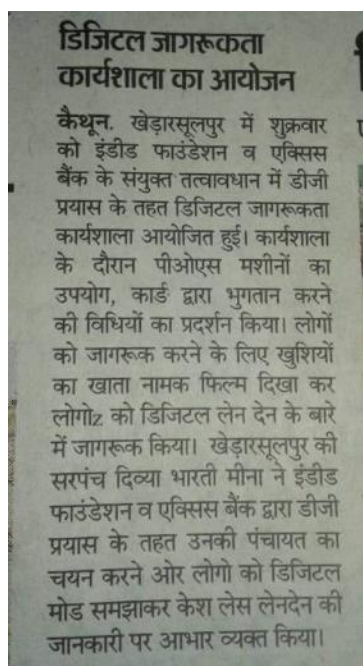 डिजिटल जागरूकता
कार्यशाला का आयोजन
कैथून. खेड़ारसूलपुर में शुक्रवार
को इंडीड फाउंडेशन व एक्सिस
बैंक के संयुक्त तत्वावधान में डीजी
प्रयास के तहत डिजिटल जागरूकता
कार्यशाला आयोजित हुई। कार्यशाला
के दौरान पीओएस मशीनों का
उपयोग, कार्ड द्वारा भुगतान करने
की विधियों का प्रदर्शन किया। लोगों
को जागरूक करने के लिए खुशियों
का खाता नामक फिल्म दिखा कर
लोगोz को डिजिटल लेन देन के बारे
में जागरूक किया। खेड़ारसूलपुर की
सरपंच दिव्या भारती मीना ने इंडीड
फाउंडेशन व एक्सिस बैंक द्वारा डीजी
प्रयास के तहत उनकी पंचायत का
चयन करने ओर लोगो को डिजिटल
मोड समझाकर केश लेस लेनदेन की
जानकारी पर आभार व्यक्त किया।